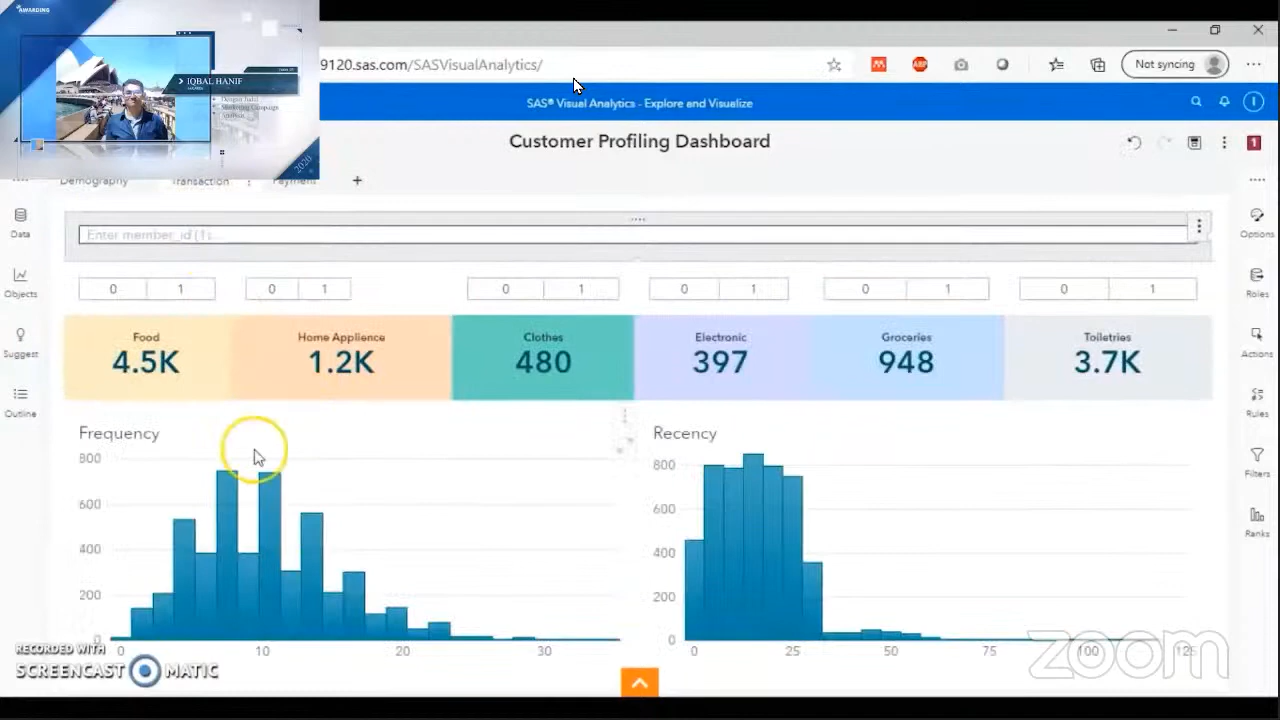 AWARDING
IQBAL HANIF
2020
9120.sas.com/SASVisualAnalytics/
ABP
Not syncing
SAS® Visual Analytics - Explore and Visualize
I
Customer Profiling Dashboard
1
Demography
Transaction
Payment
+
Data
Objects
Suggest
Outline
Options
Roles
Actions
Rules
Filters
Ranks
Enter member_id (1s...
0 1 0 1 0 1 0 1 0 1 0 1
Food Home Applience Clothes Electronic Groceries Toiletries
4.5K 1.2K 480 397 948 3.7K
Frequency
800
600
400
200
0
0 10 20 30
Recency
800
600
400
200
0
0 25 50 75 100 125
RECORDED WITH
SCREENCAST MATIC
zoom